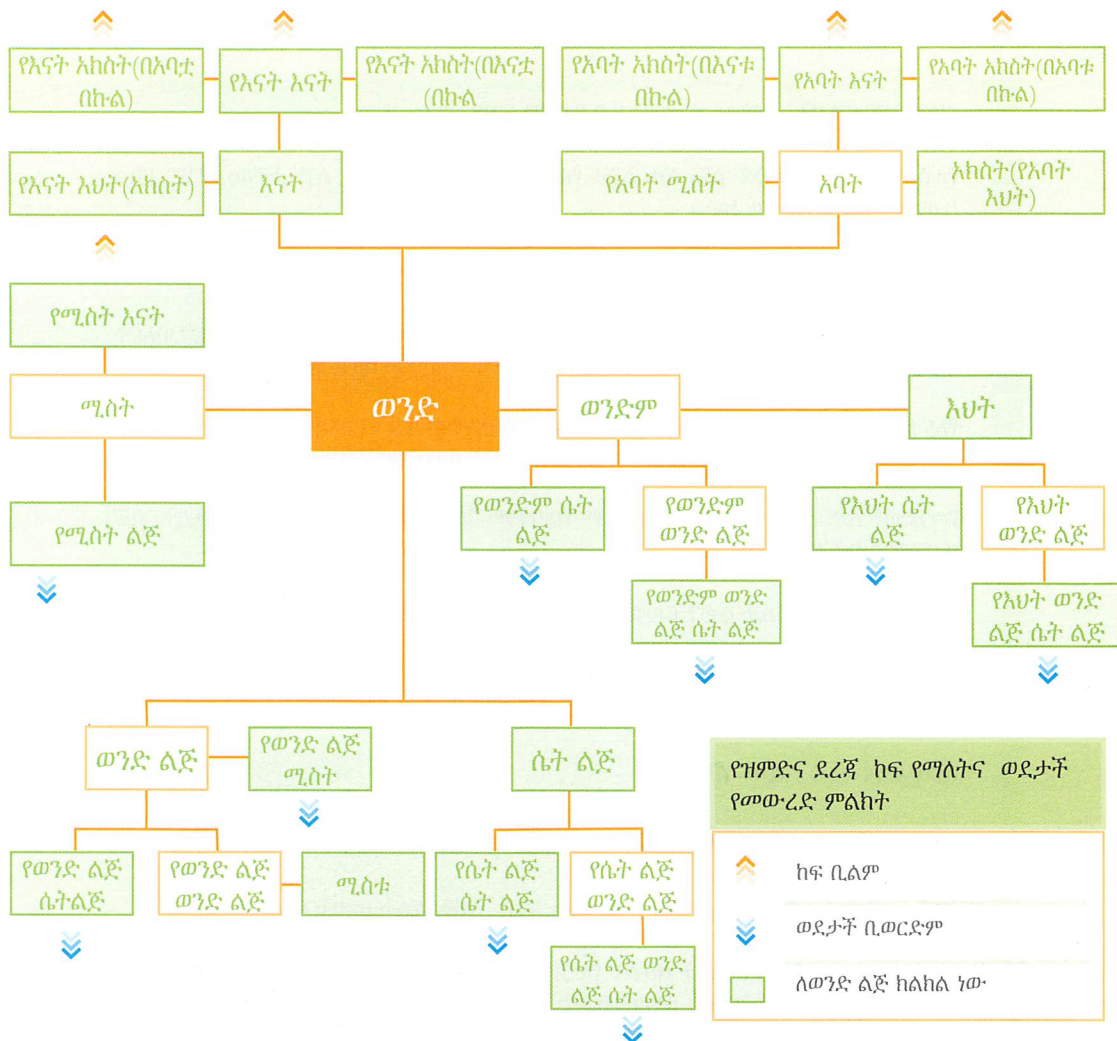 የእናት አክስት(በአባቷ
በኩል)
የእናት እናት
የእናት አክስት(በእናቷ
(በኩል
የአባት አክስት(በእናቱ
በኩል)
የአባት እናት
የአባት አክስት(በአባቱ
በኩል)
የእናት እህት(አክስት)
እናት
የአባት ሚስት
አባት
አክስት(የአባት
እህት)
የሚስት እናት
ሚስት
ወንድ
ወንድም
እህት
የሚስት ልጅ
የወንድም ሴት
ልጅ
የወንድም
ወንድ ልጅ
የእህት ሴት
ልጅ
የእህት
ወንድ ልጅ
የወንድም ወንድ
ልጅ ሴት ልጅ
የእህት ወንድ
ልጅ ሴት ልጅ
ወንድ ልጅ
የወንድ ልጅ
ሚስት
ሴት ልጅ
የወንድ ልጅ
ሴትልጅ
የወንድ ልጅ
ወንድ ልጅ
ሚስቱ
የሴት ልጅ
ሴት ልጅ
የሴት ልጅ
ወንድ ልጅ
የሴት ልጅ ወንድ
ልጅ ሴት ልጅ
የዝምድና ደረጃ ከፍ የማለትና ወደታች
የመውረድ ምልክት
ከፍ ቢልም
ወደታች ቢወርድም
ለወንድ ልጅ ክልክል ነው